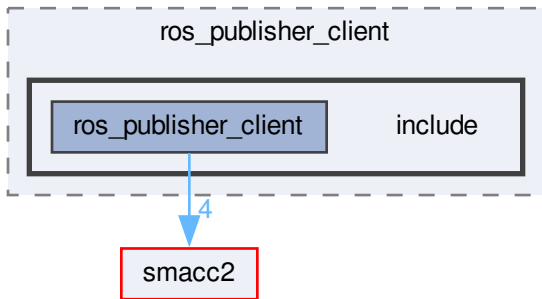 ros_publisher_client
ros_publisher_client include
4
smacc2